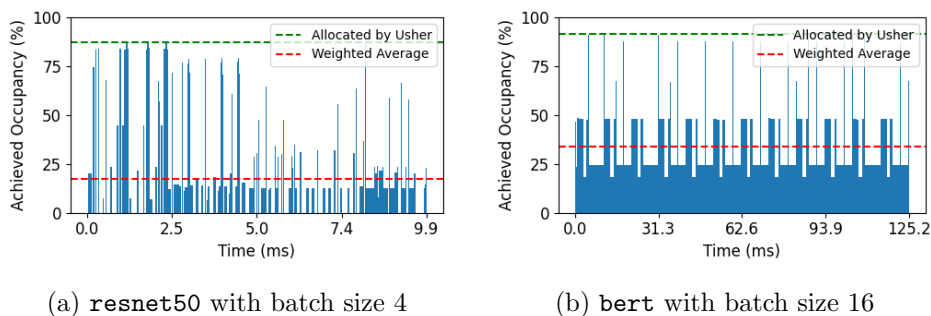 100
75
50
25
0
Achieved Occupancy (%)
Allocated by Usher
Weighted Average
0.0 2.5 5.0 7.4 9.9
Time (ms)
(a) resnet50 with batch size 4
100
75
50
25
0
Achieved Occupancy (%)
Allocated by Usher
Weighted Average
0.0 31.3 62.6 93.9 125.2
Time (ms)
(b) bert with batch size 16